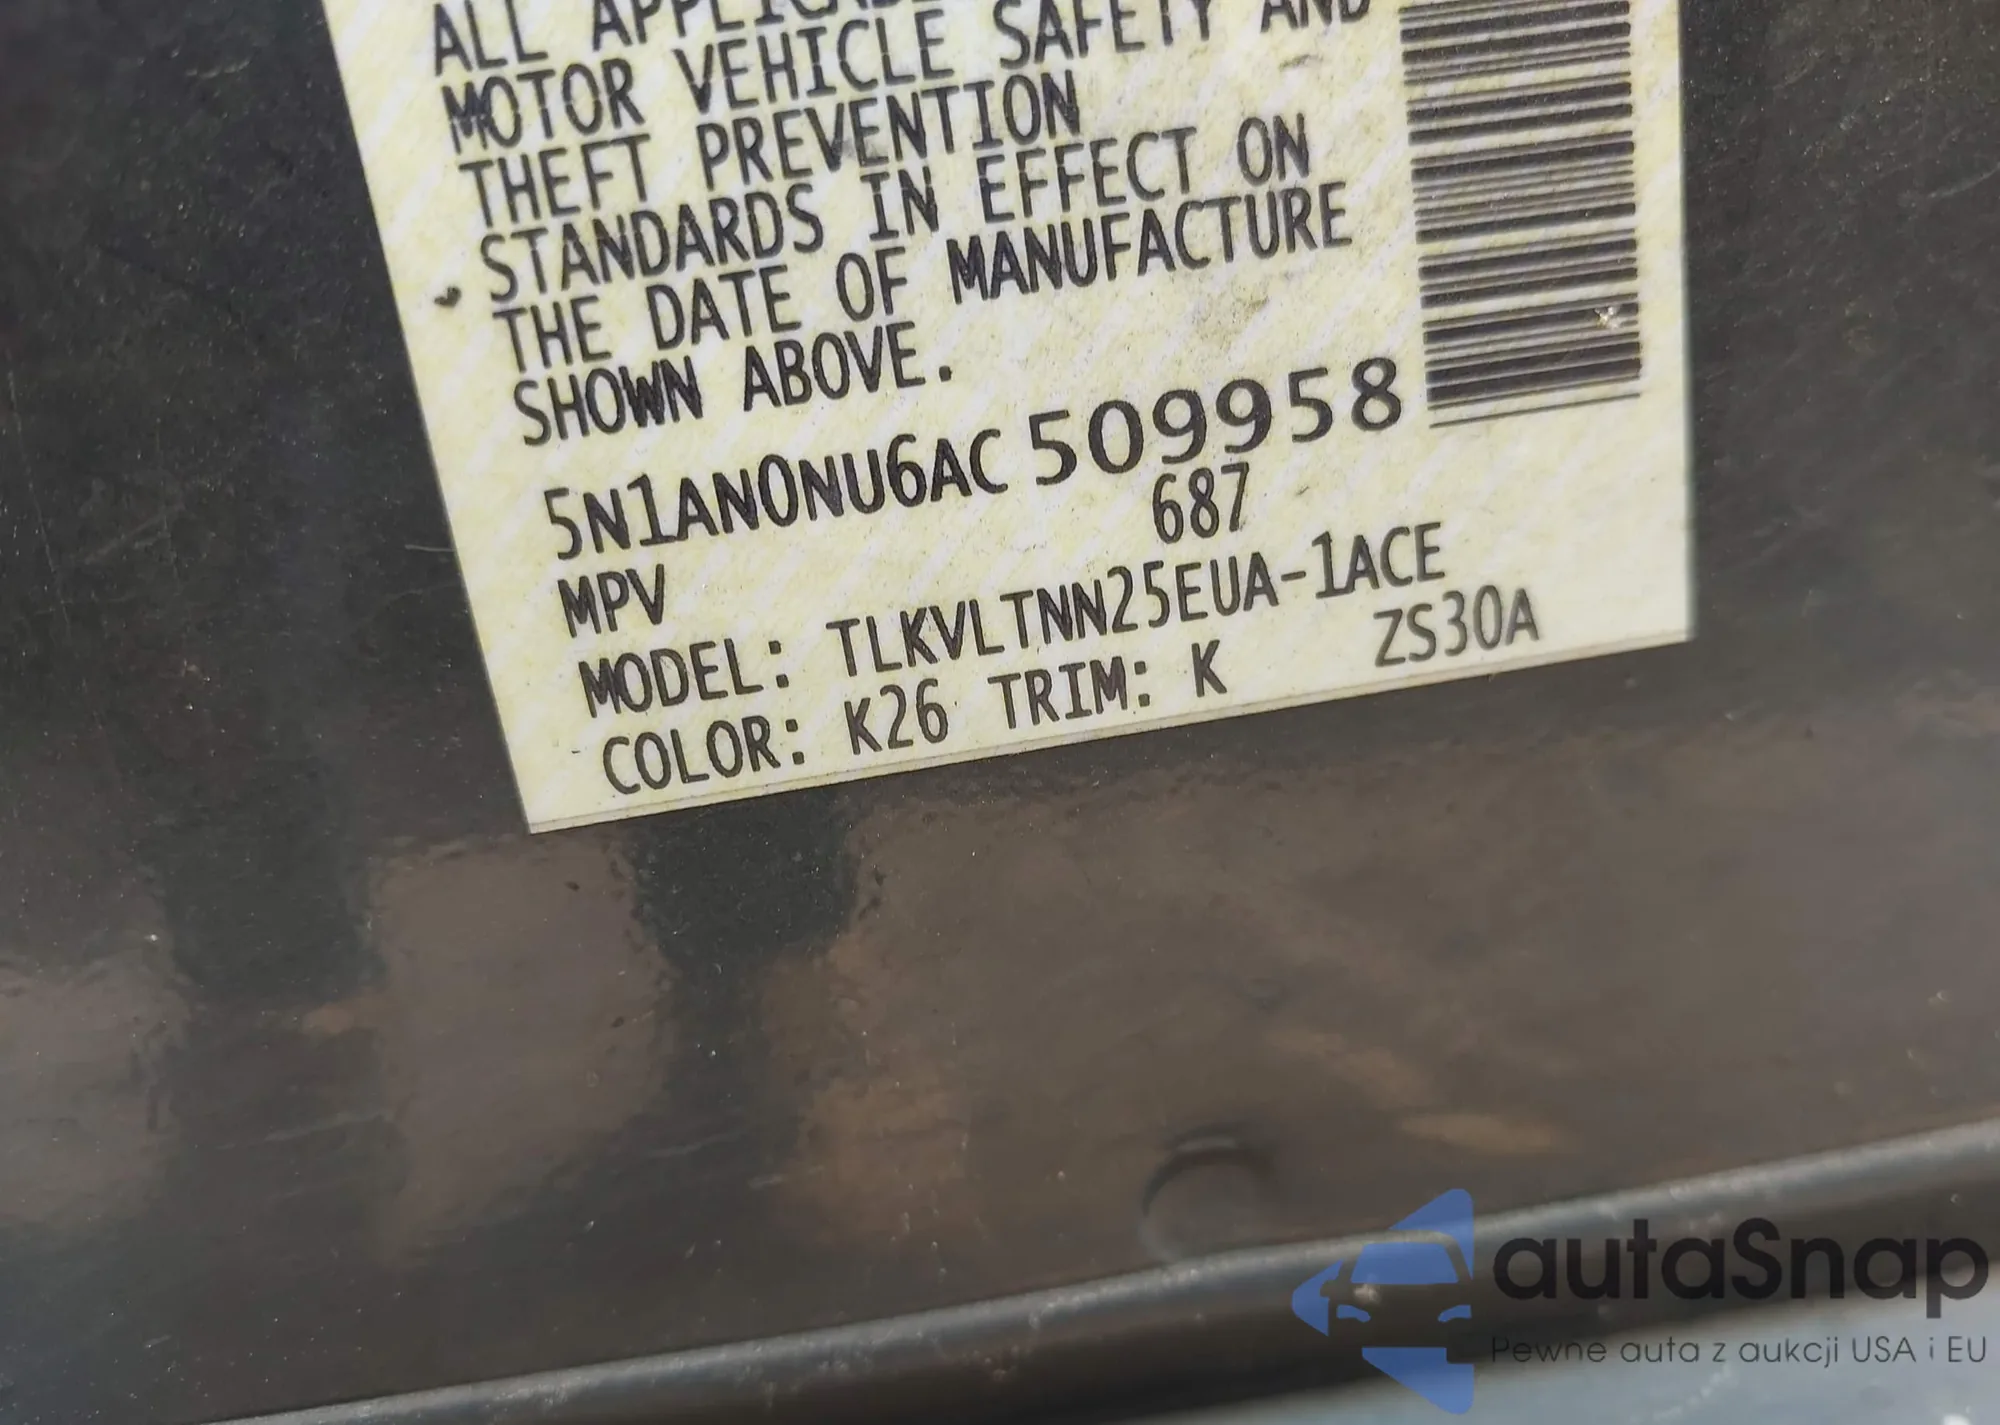 ALL APPLICABLE
MOTOR VEHICLE SAFETY AND
THEFT PREVENTION
STANDARDS IN EFFECT ON
THE DATE OF MANUFACTURE
SHOWN ABOVE.
5N1AN0NU6AC509958
MPV 687
MODEL: TLKVLTNN25EUA-1ACE
COLOR: K26 TRIM: K ZS30A
autaSnap
Pewne auta z aukcji USA i EU